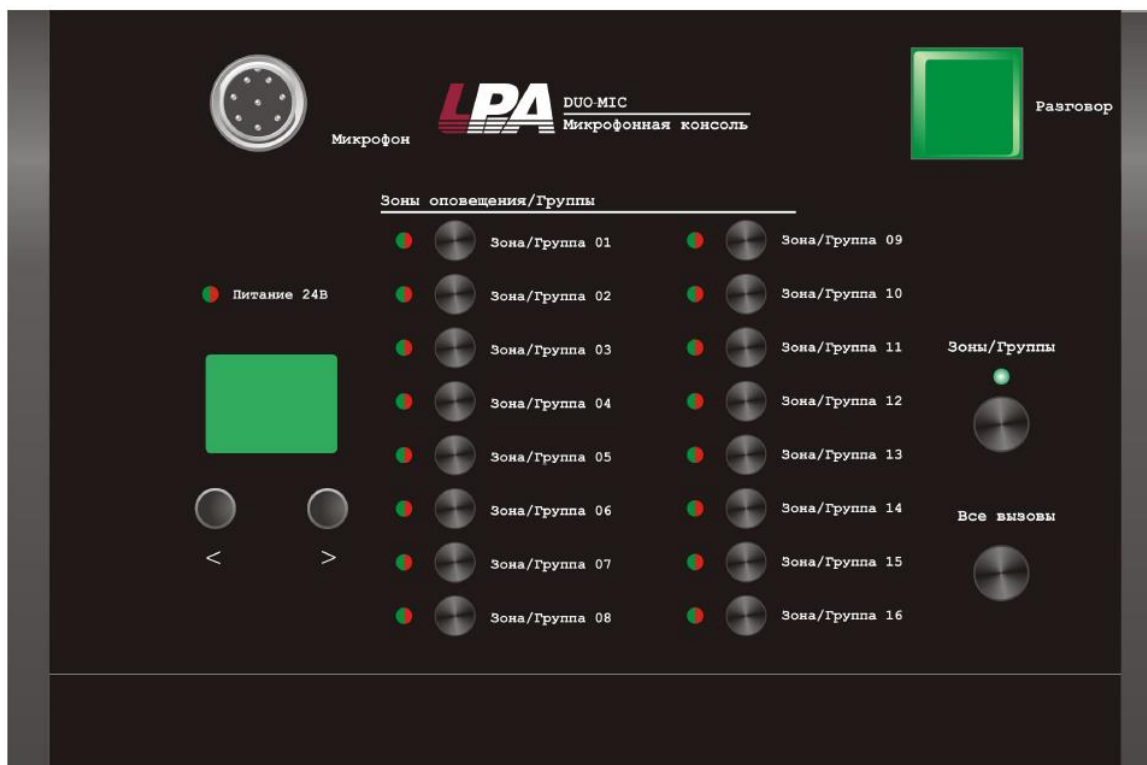 LPA
DUO-MIC
Микрофонная консоль
Микрофон
Разговор
Зоны оповещения/Группы
Зона/Группа 01
Зона/Группа 02
Зона/Группа 03
Зона/Группа 04
Зона/Группа 05
Зона/Группа 06
Зона/Группа 07
Зона/Группа 08
Зона/Группа 09
Зона/Группа 10
Зона/Группа 11
Зона/Группа 12
Зона/Группа 13
Зона/Группа 14
Зона/Группа 15
Зона/Группа 16
Питание 24В
< >
Зоны/Группы
Все вызовы